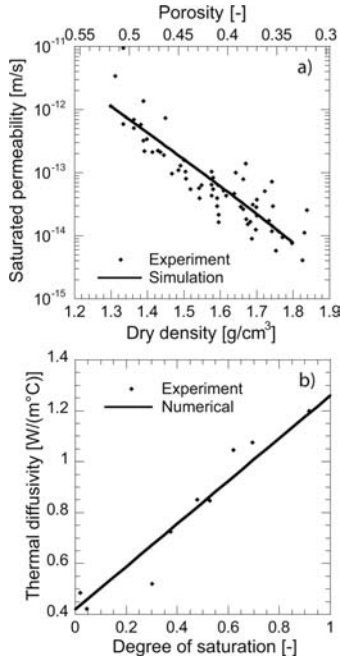 Porosity [-]
0.55 0.5 0.45 0.4 0.35 0.3
a)
Saturated permeability [m/s]
10⁻¹¹
10⁻¹²
10⁻¹³
10⁻¹⁴
10⁻¹⁵
Experiment
Simulation
1.2 1.3 1.4 1.5 1.6 1.7 1.8 1.9
Dry density [g/cm³]
b)
Thermal diffusivity [W/(m°C)]
1.4
1.2
1
0.8
0.6
0.4
Experiment
Numerical
0 0.2 0.4 0.6 0.8 1
Degree of saturation [-]